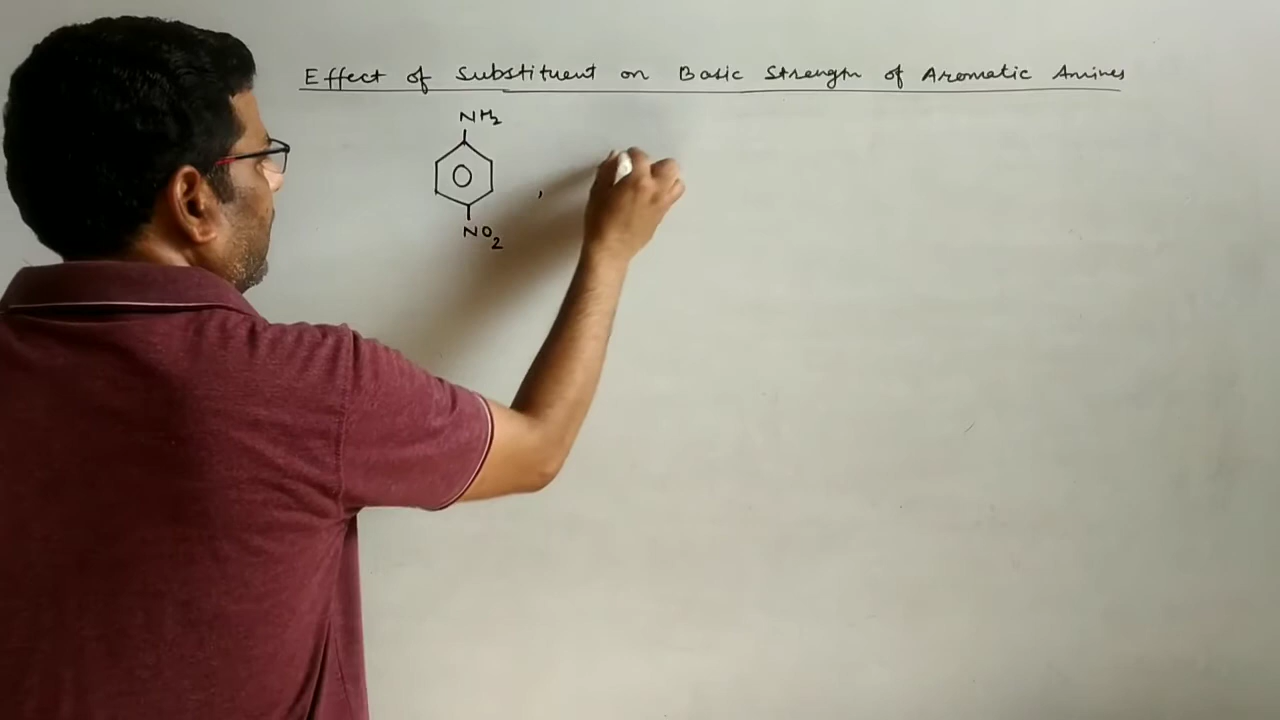 Effect of Substituent on Basic Strength of Aromatic Amines
NH2
,
NO2